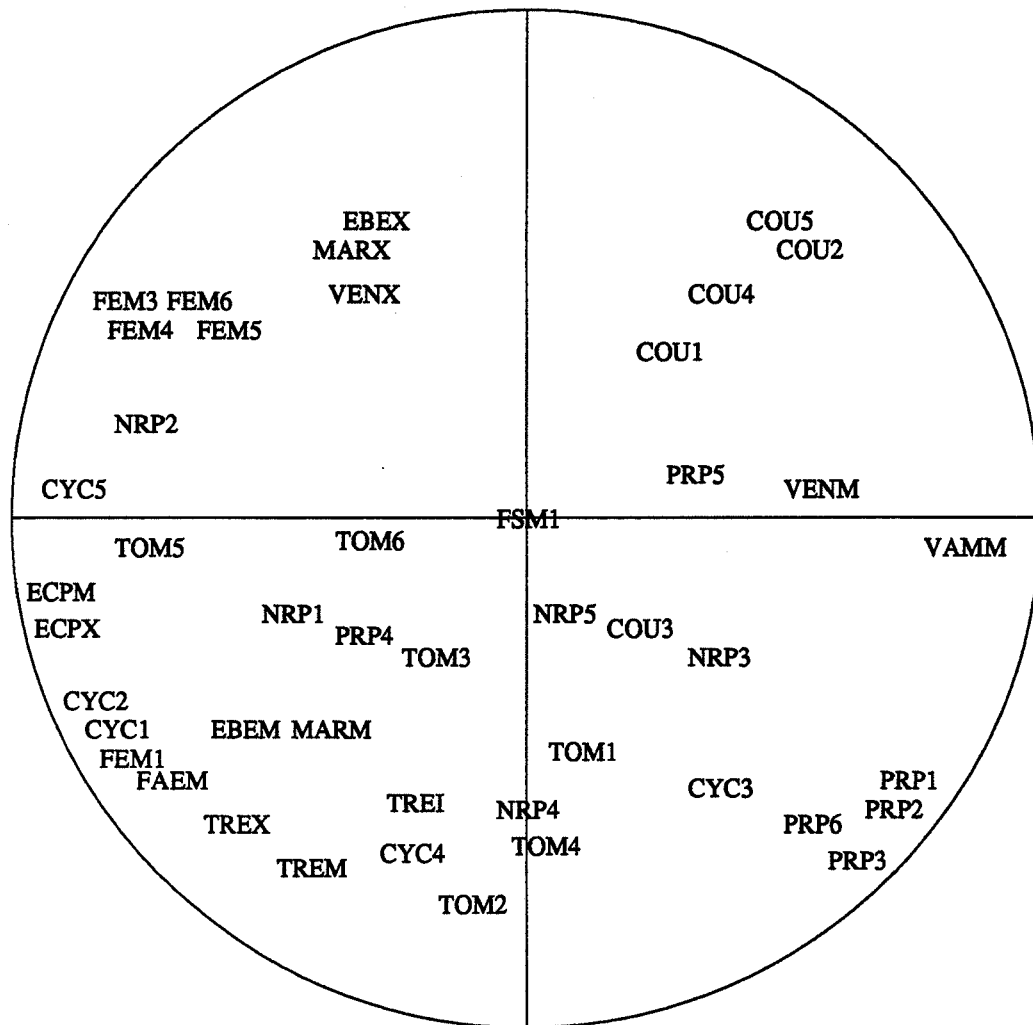 EBEX COU5
MARX COU2
FEM3 FEM6 VENX COU4
FEM4 FEM5
COU1
NRP2
PRP5
CYC5 VENM
FSM1
TOM5 TOM6 VAMM
ECPM
NRP1 NRP5
ECPX PRP4 COU3
TOM3 NRP3
CYC2
CYC1 EBEM MARM
FEM1 TOM1
FAEM CYC3 PRP1
TREI NRP4 PRP2
TREX PRP6
CYC4 TOM4
TREM PRP3
TOM2